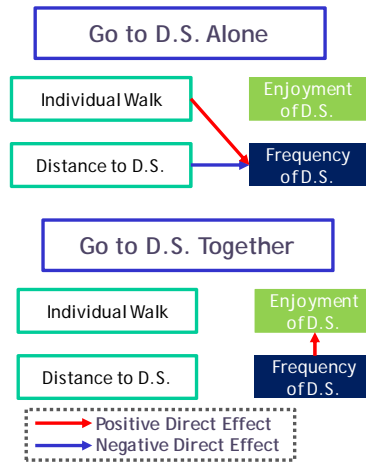 Go to D.S. Alone
Individual Walk
Enjoyment
of D.S.
Distance to D.S.
Frequency
of D.S.
Go to D.S. Together
Individual Walk
Enjoyment
of D.S.
Distance to D.S.
Frequency
of D.S.
Positive Direct Effect
Negative Direct Effect